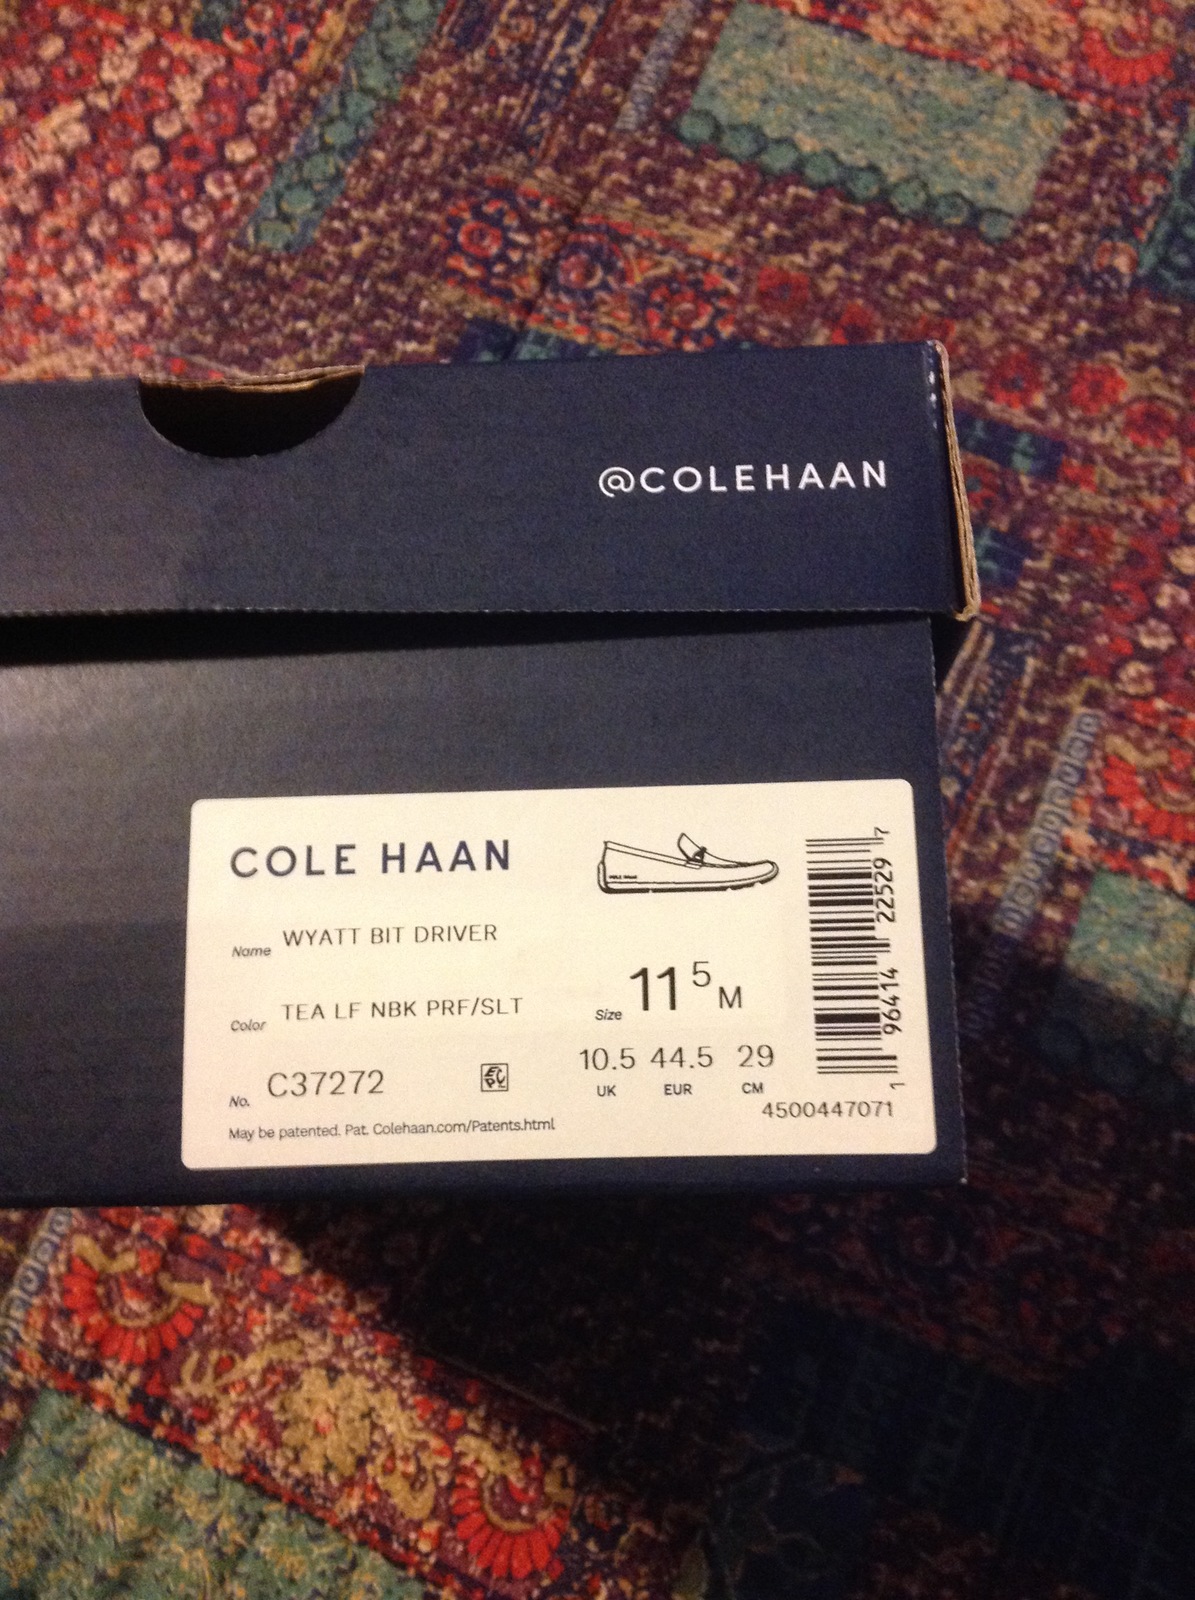 @COLEHAAN
COLE HAAN
Name WYATT BIT DRIVER
Color TEA LF NBK PRF/SLT
No. C37272
Size 11 5 M
10.5 44.5 29
UK EUR CM
4500447071
May be patented. Pat. Colehaan.com/Patents.html
1 96414 22529 7